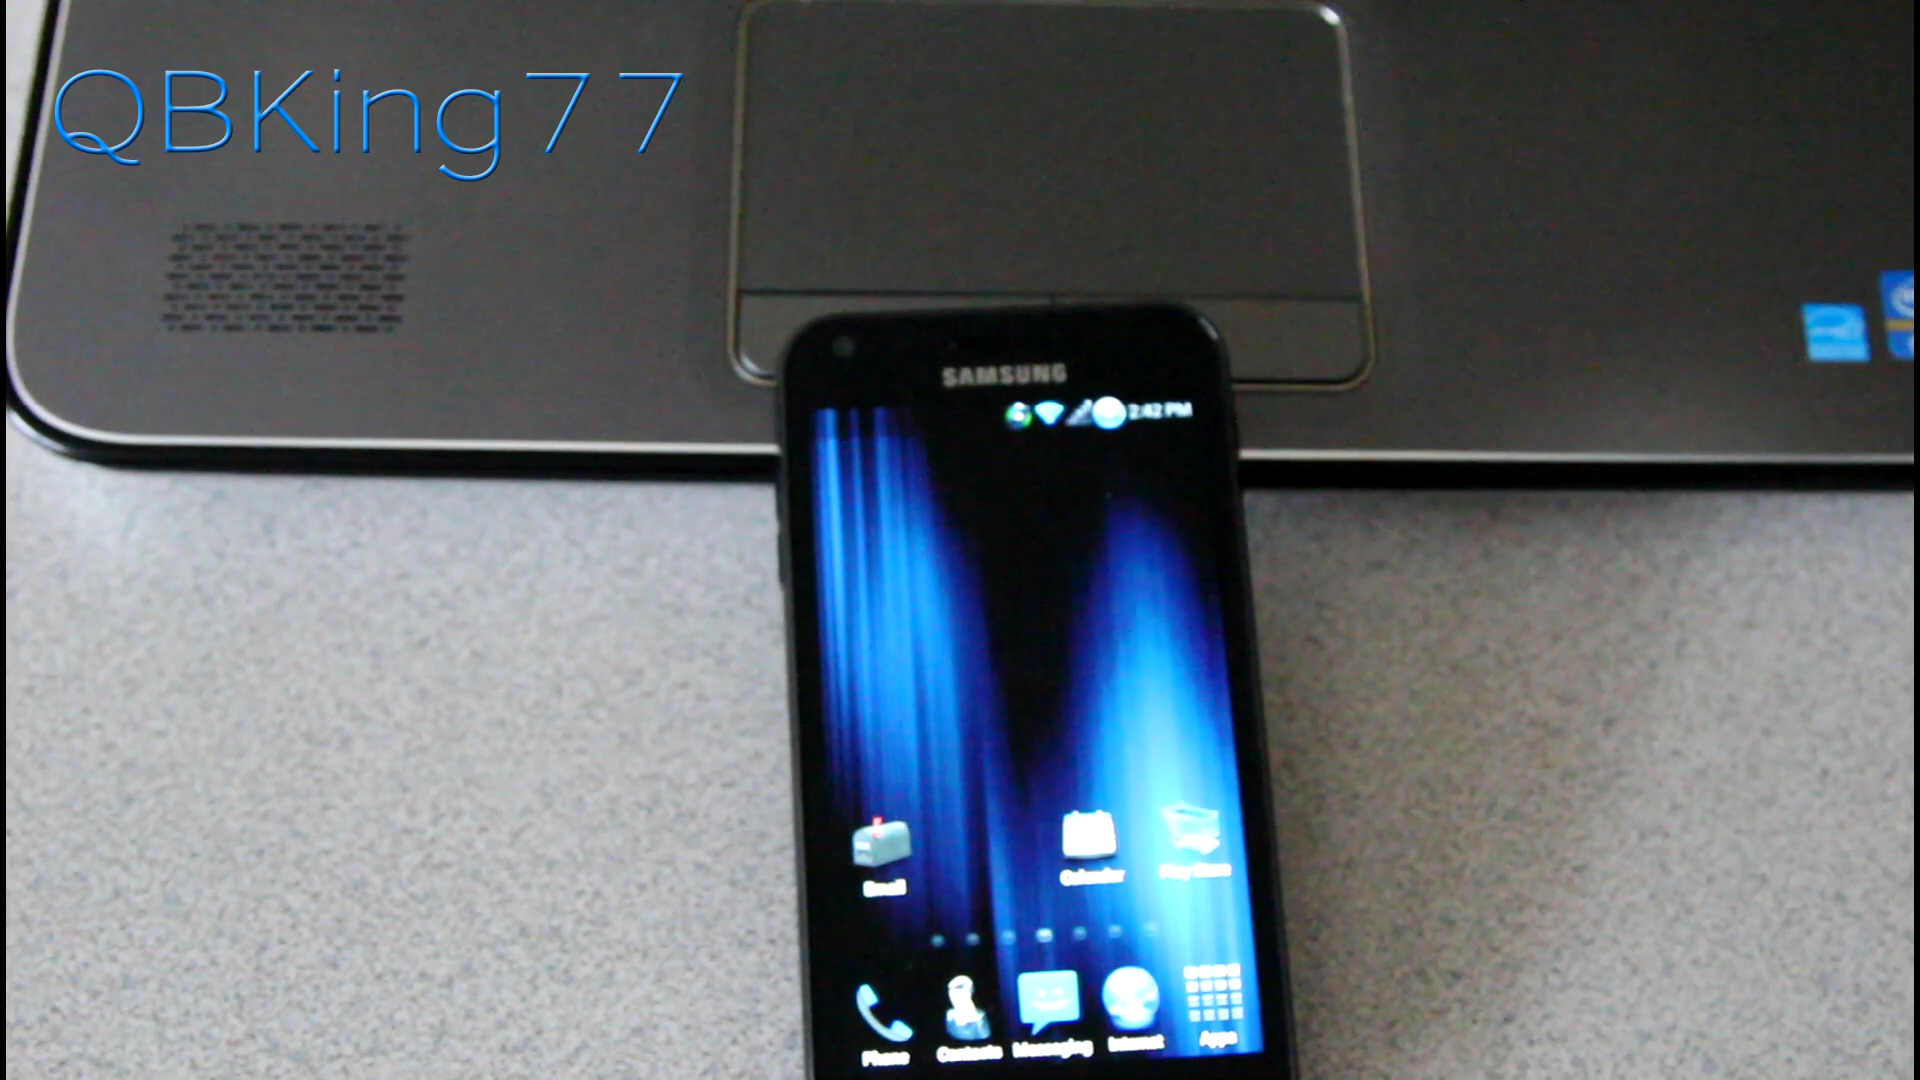 QBKing77
SAMSUNG
2:42 PM
Email
Calendar
Play Store
Phone
Contacts
Messaging
Internet
Apps